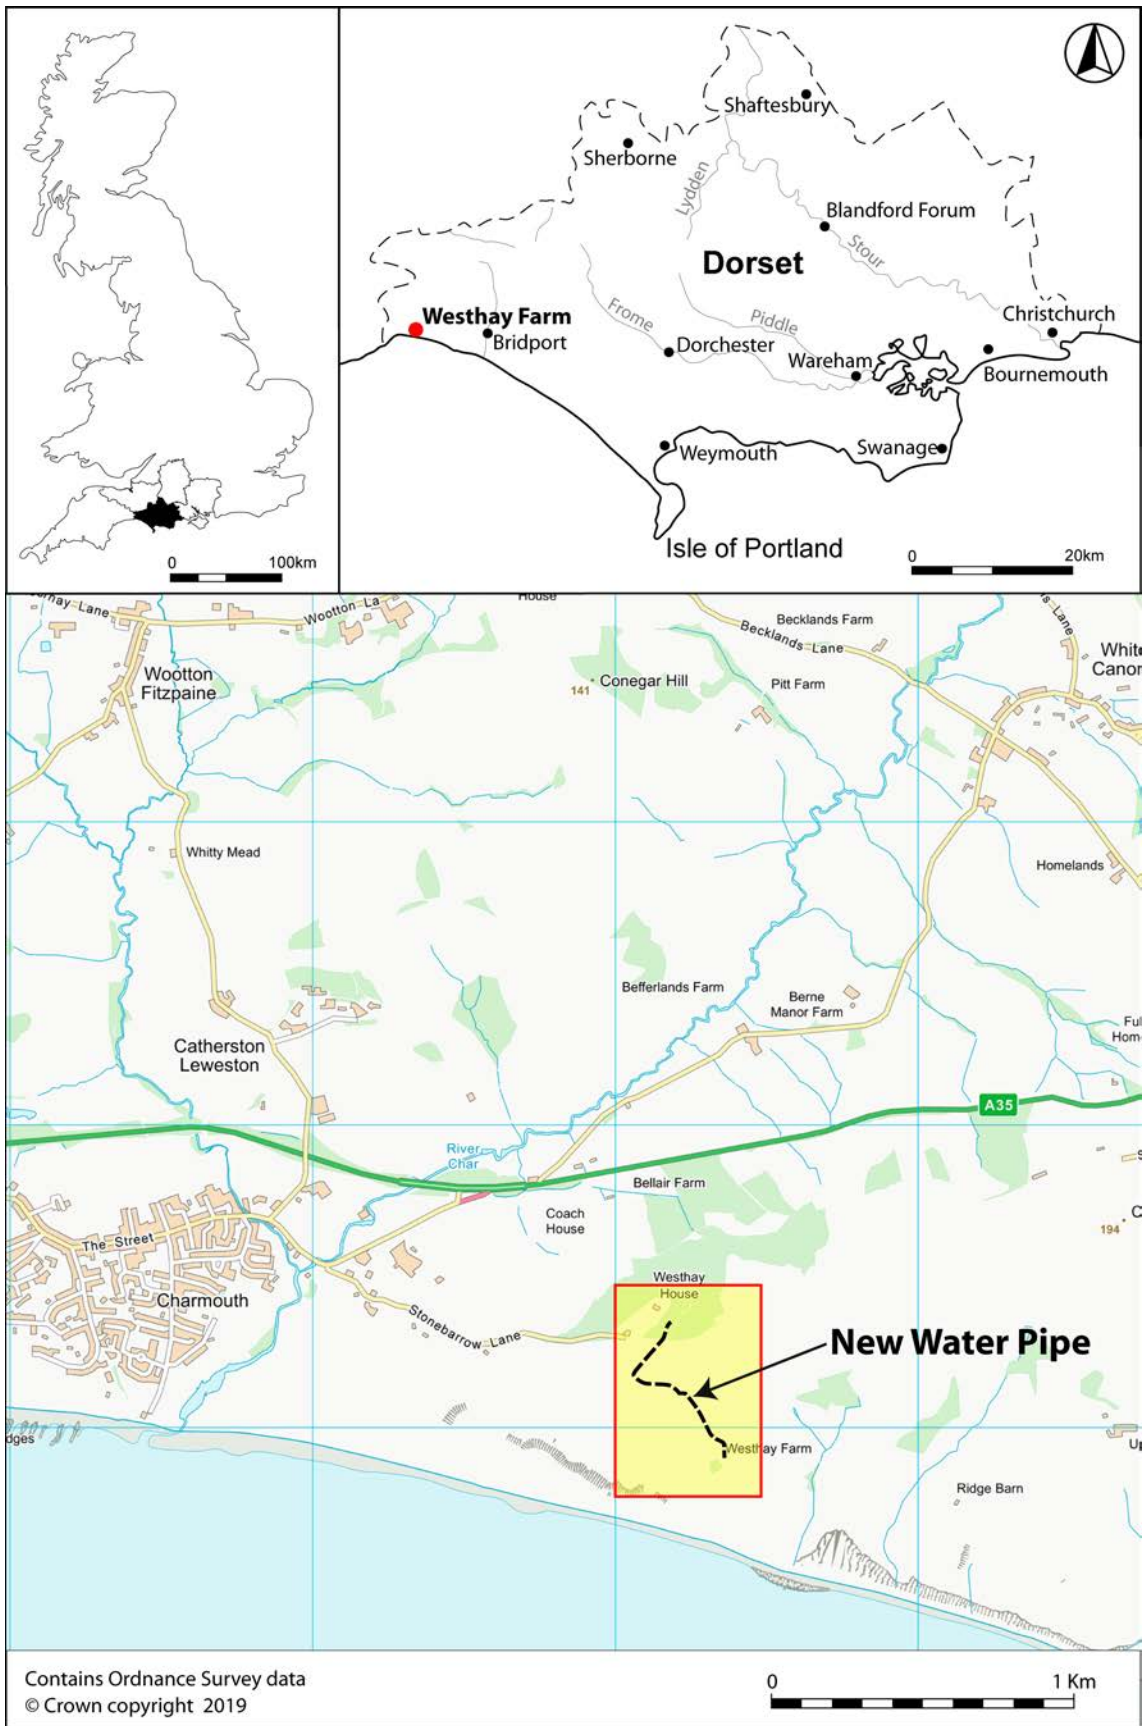 0 100km
Shaftesbury
Sherborne
Lydden
Blandford Forum
Stour
Dorset
Westhay Farm
Bridport
Frome
Piddle
Christchurch
Dorchester
Wareham
Bournemouth
Weymouth
Swanage
Isle of Portland
0 20km
House
Wootton La
Lane
Becklands Farm
Becklands Lane
Lane
Wootton
Fitzpaine
141
Conegar Hill
Pitt Farm
Whitty Mead
Homelands
Befferlands Farm
Berne
Manor Farm
Catherston
Leweston
A35
River
Char
Bellair Farm
Coach
House
194
The Street
Charmouth
Stonebarrow Lane
Westhay
House
New Water Pipe
dges
Westhay Farm
Ridge Barn
Contains Ordnance Survey data
© Crown copyright 2019
0 1 Km